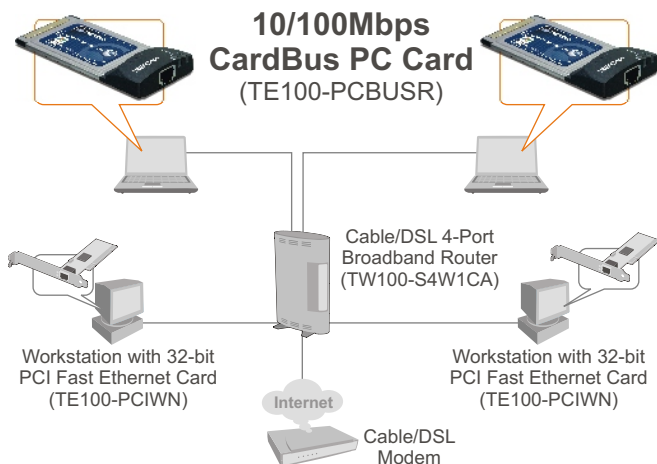 10/100Mbps
CardBus PC Card
(TE100-PCBUSR)
Cable/DSL 4-Port
Broadband Router
(TW100-S4W1CA)
Workstation with 32-bit
PCI Fast Ethernet Card
(TE100-PCIWN)
Workstation with 32-bit
PCI Fast Ethernet Card
(TE100-PCIWN)
Internet
Cable/DSL
Modem